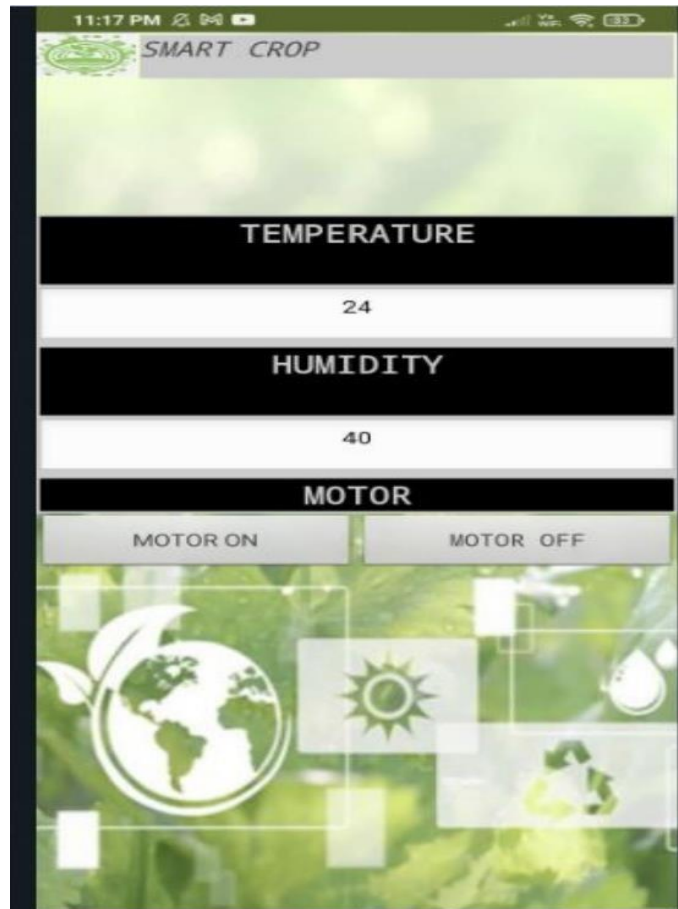 11:17 PM
SMART CROP
TEMPERATURE
24
HUMIDITY
40
MOTOR
MOTOR ON MOTOR OFF